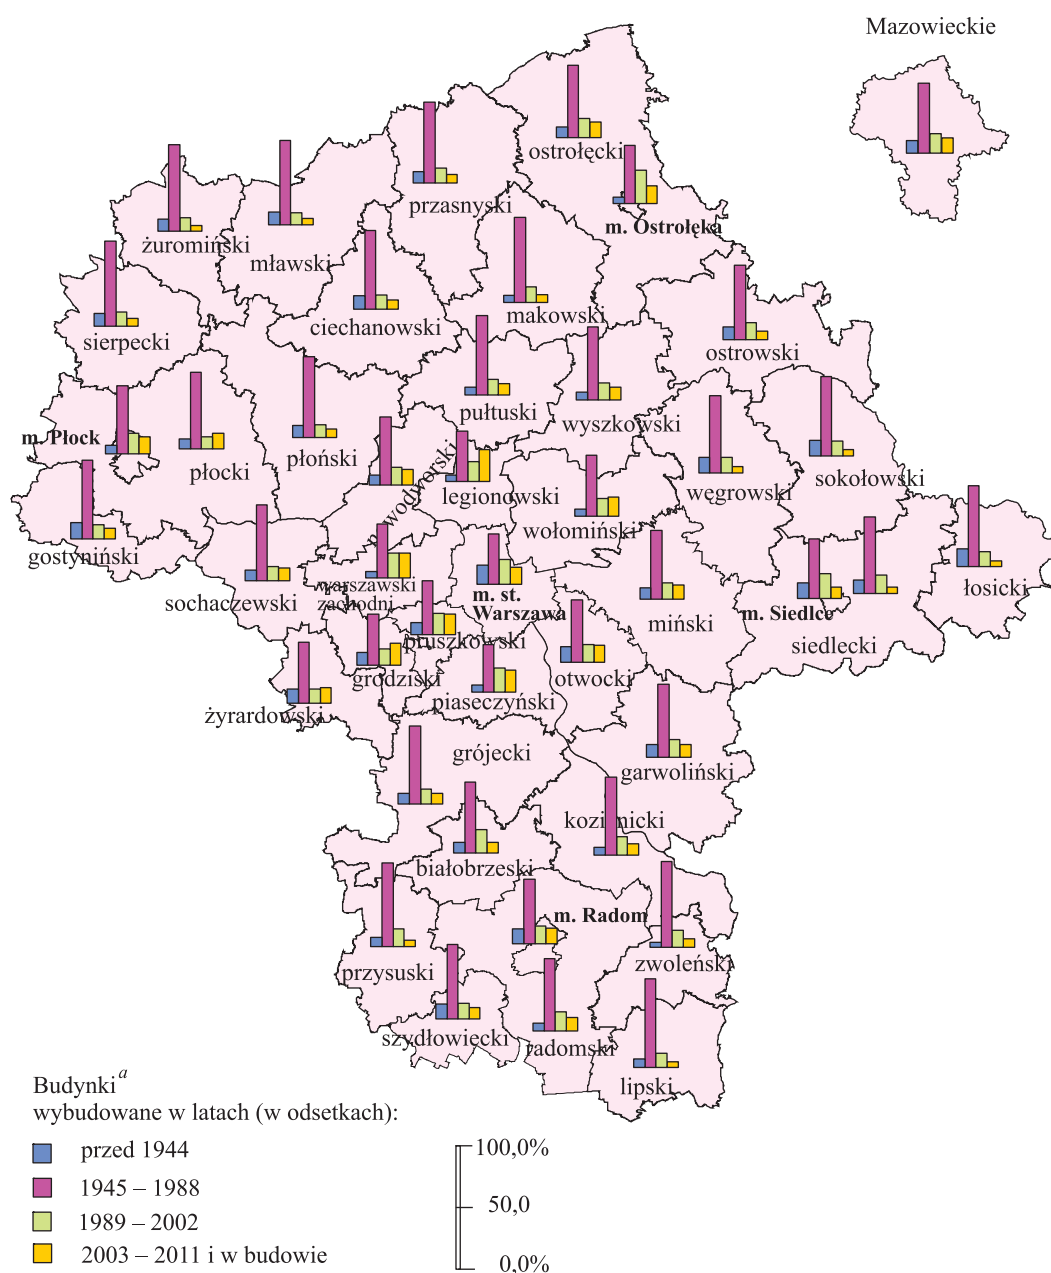 Mazowieckie
ostrołęcki
przasnyski
m. Ostrołęka
żuromiński
mławski
ciechanowski
makowski
sierpecki
ostrowski
pułtuski
wyszkowski
m. Płock
płocki
płoński
nowodworski
legionowski
węgrowski
sokołowski
wołomiński
gostyniński
sochaczewski
warszawski
zachodni
m. st.
Warszawa
miński
m. Siedlce
siedlecki
łosicki
pruszkowski
grodziski
otwocki
piaseczyński
żyrardowski
grójecki
garwoliński
kozienicki
białobrzeski
m. Radom
przysuski
zwoleński
szydłowiecki
radomski
lipski
Budynki a
wybudowane w latach (w odsetkach):
przed 1944
1945 – 1988
1989 – 2002
2003 – 2011 i w budowie
100,0%
50,0
0,0%